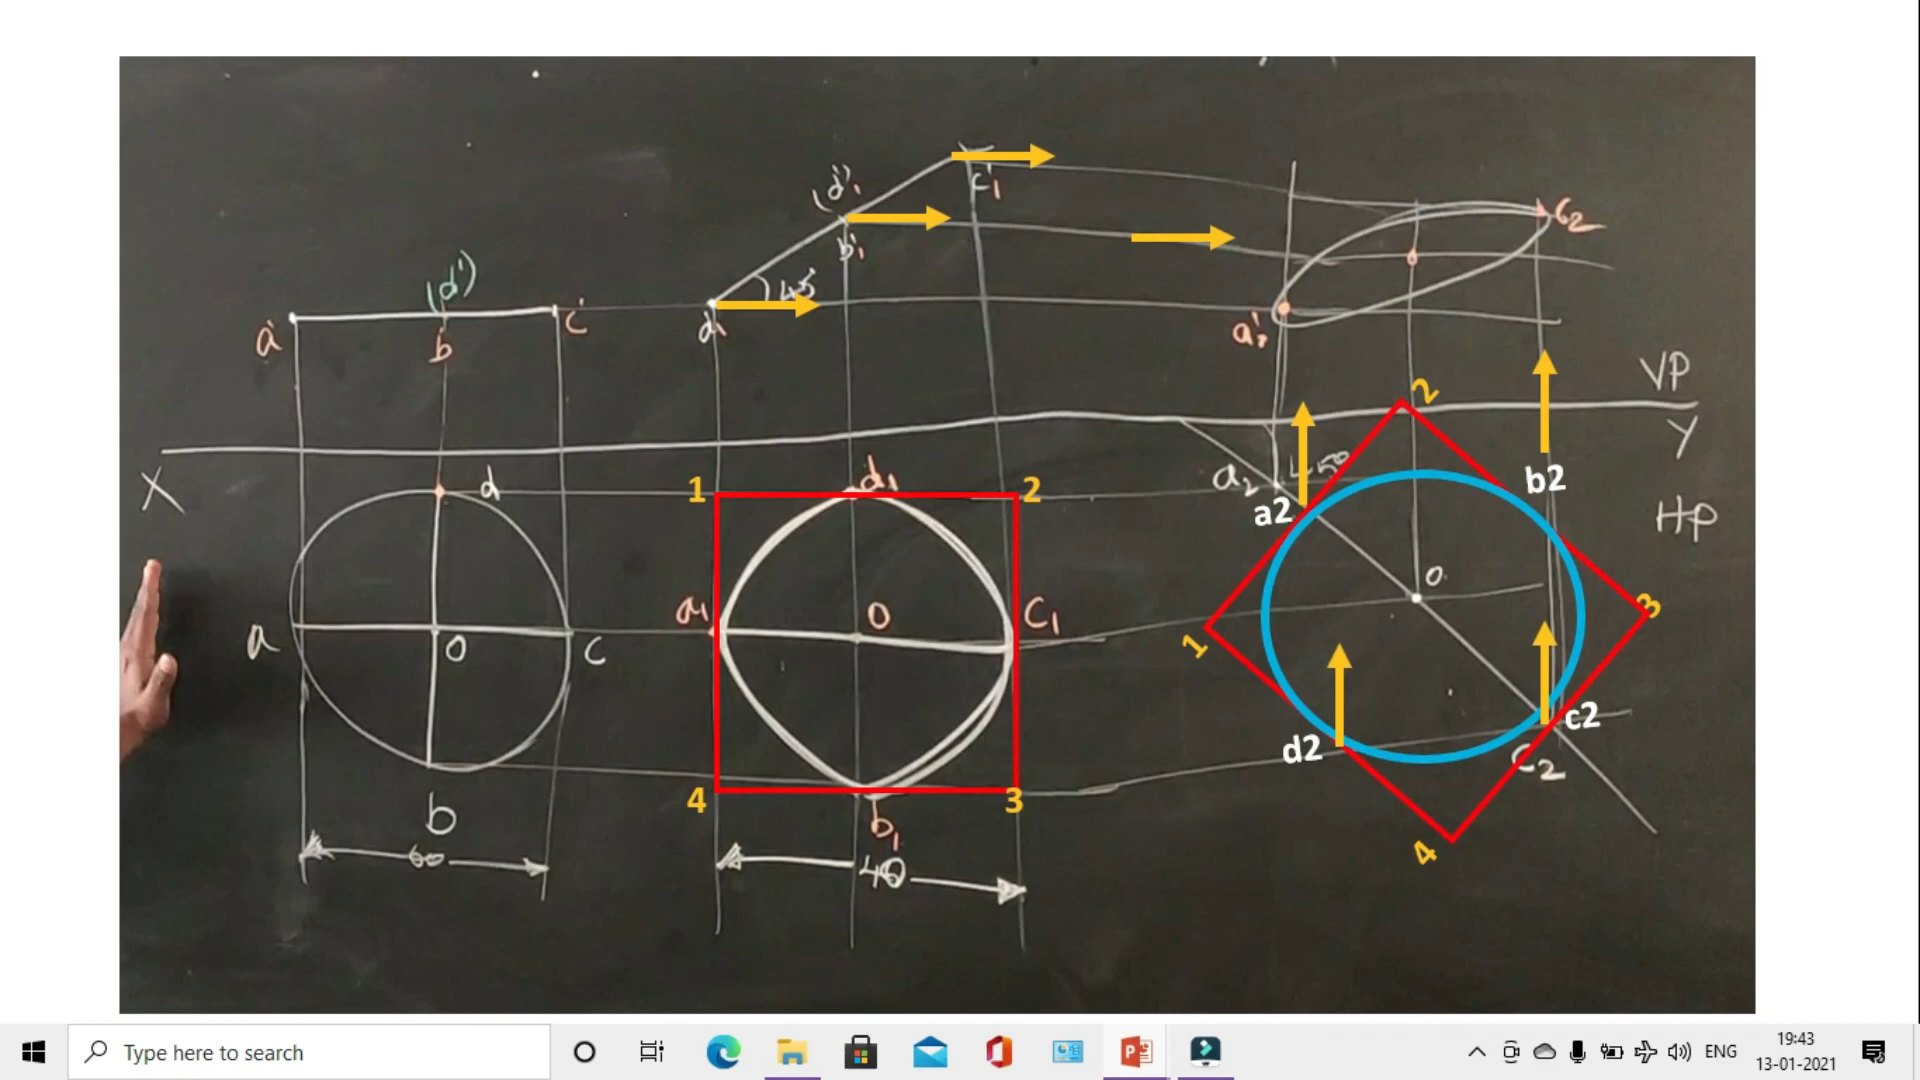 (d')
a'
b
c'
(d'₁
b'₁
c'₁
45
d₁
a'₂
c₂
VP
X
Y
HP
d
a
O
c
b
60
1
2
4
3
d₁
a₁
O
C₁
b₁
40
a₂
450
a2
b2
c2
d2
C₂
O
1
2
3
4
Type here to search
ENG
19:43
13-01-2021